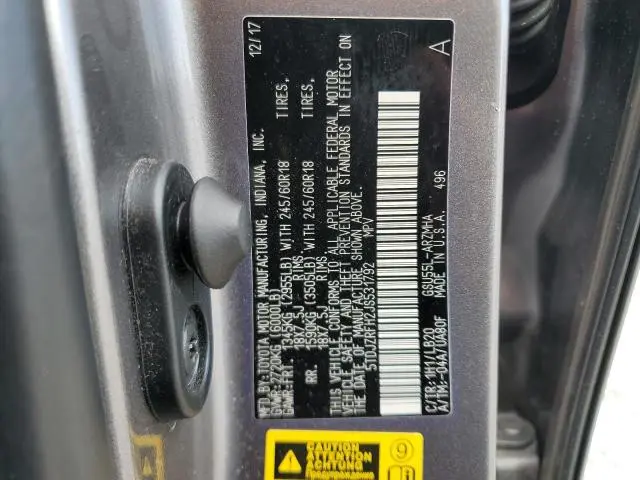 MFD.BY:TOYOTA MOTOR MANUFACTURING, INDIANA, INC. 12/17
GVWR:2720KG(6000LB)
GAWR:FRT. 1345KG (2955LB) WITH 245/60R18 TIRES,
18X7.5J RIMS
RR. 1590KG (3505LB) WITH 245/60R18 TIRES,
18X7.5J RIMS
THIS VEHICLE CONFORMS TO ALL APPLICABLE FEDERAL MOTOR
VEHICLE SAFETY AND THEFT PREVENTION STANDARDS IN EFFECT ON
THE DATE OF MANUFACTURE SHOWN ABOVE.
5TDJZRFH2JS531792 MPV
C/TR:1H1/LB20 GSU55L-ARZMHA
A/TM:-04A/UA80F MADE IN U.S.A. 496 A
CAUTION
ATTENTION
ACHTUNG
Предупреждение
9